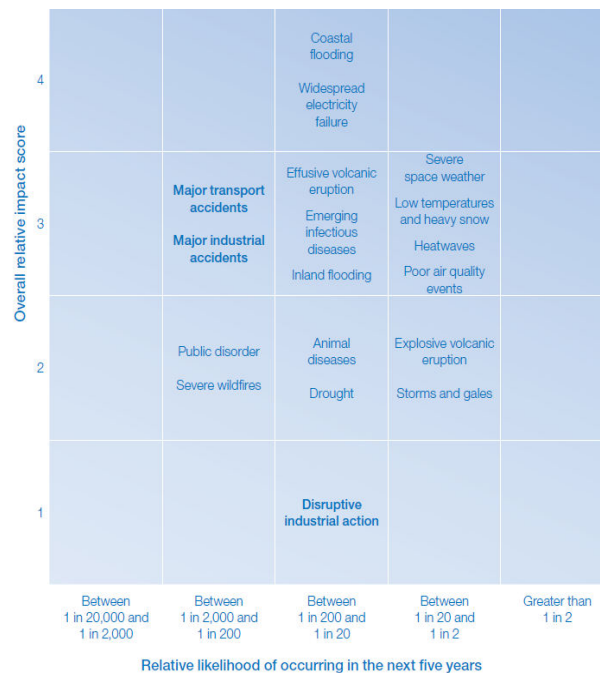 Overall relative impact score
4
Coastal
flooding
Widespread
electricity
failure
3
Major transport
accidents
Major industrial
accidents
Effusive volcanic
eruption
Emerging
infectious
diseases
Inland flooding
Severe
space weather
Low temperatures
and heavy snow
Heatwaves
Poor air quality
events
2
Public disorder
Severe wildfires
Animal
diseases
Drought
Explosive volcanic
eruption
Storms and gales
1
Disruptive
industrial action
Between
1 in 20,000 and
1 in 2,000
Between
1 in 2,000 and
1 in 200
Between
1 in 200 and
1 in 20
Between
1 in 20 and
1 in 2
Greater than
1 in 2
Relative likelihood of occurring in the next five years